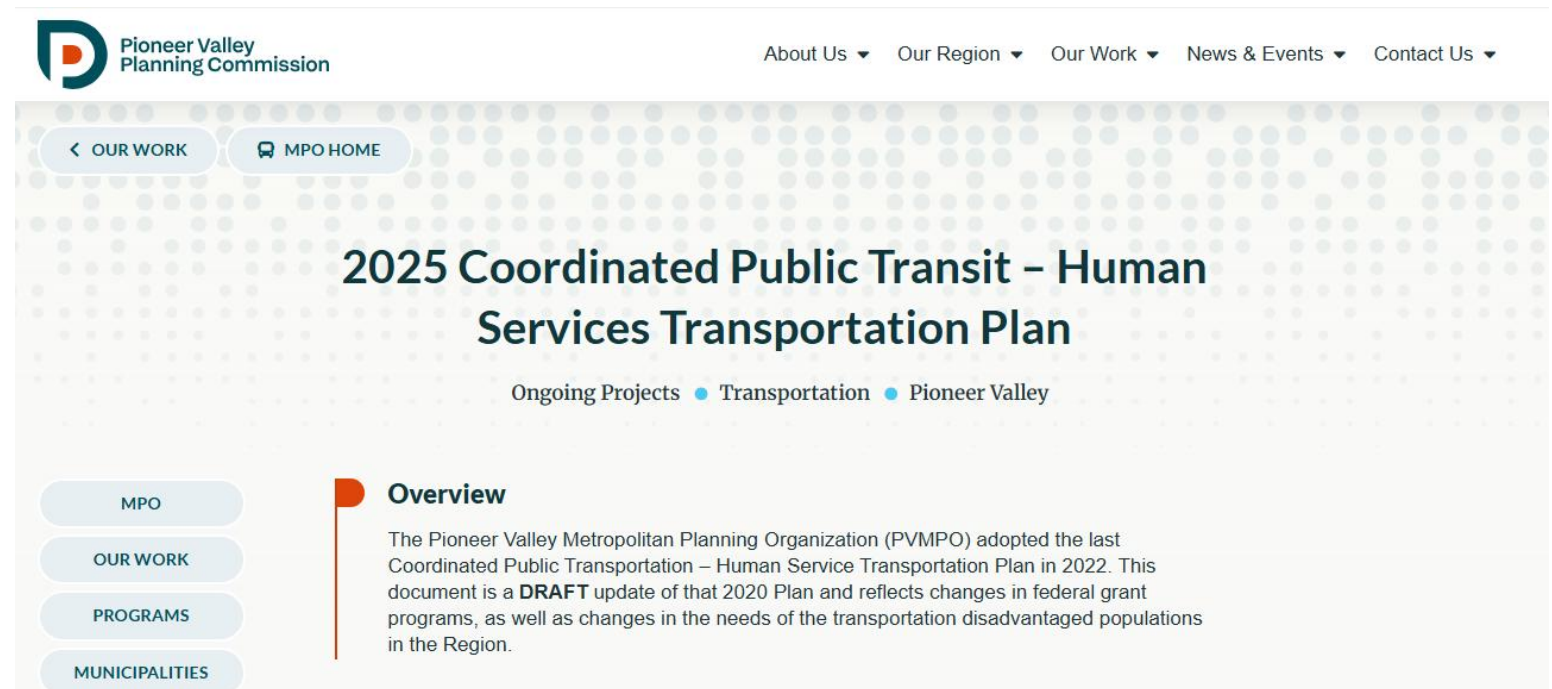 Pioneer Valley
Planning Commission
About Us Our Region Our Work News & Events Contact Us
OUR WORK MPO HOME
2025 Coordinated Public Transit – Human
Services Transportation Plan
Ongoing Projects Transportation Pioneer Valley
MPO
OUR WORK
PROGRAMS
MUNICIPALITIES
Overview
The Pioneer Valley Metropolitan Planning Organization (PVMPO) adopted the last
Coordinated Public Transportation – Human Service Transportation Plan in 2022. This
document is a DRAFT update of that 2020 Plan and reflects changes in federal grant
programs, as well as changes in the needs of the transportation disadvantaged populations
in the Region.